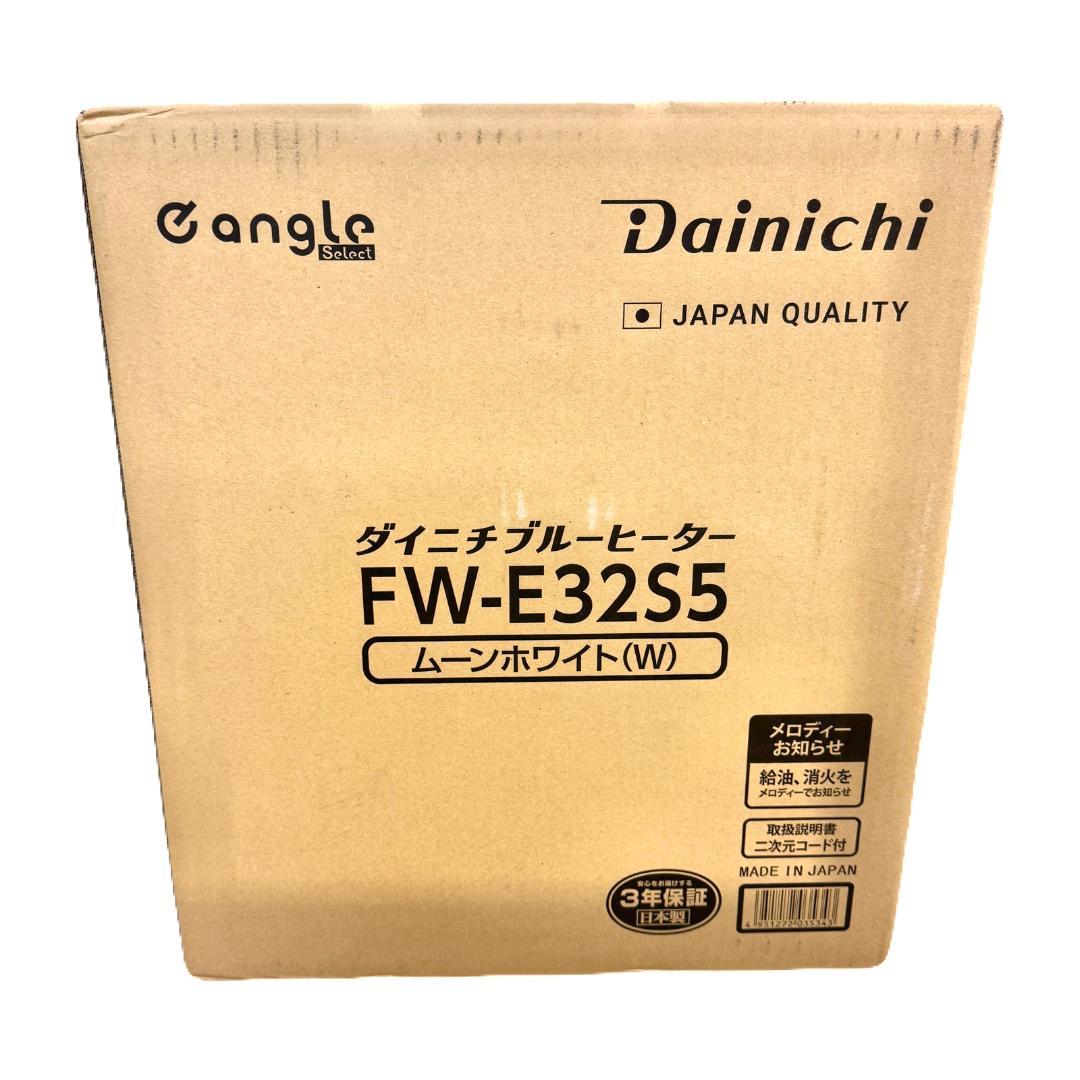 e angle
Select
Dainichi
JAPAN QUALITY
ダイニチブルーヒーター
FW-E32S5
ムーンホワイト(W)
メロディー
お知らせ
給油、消火を
メロディーでお知らせ
取扱説明書
二次元コード付
MADE IN JAPAN
安心をお届けする
3年保証
日本製
4 951272 035343